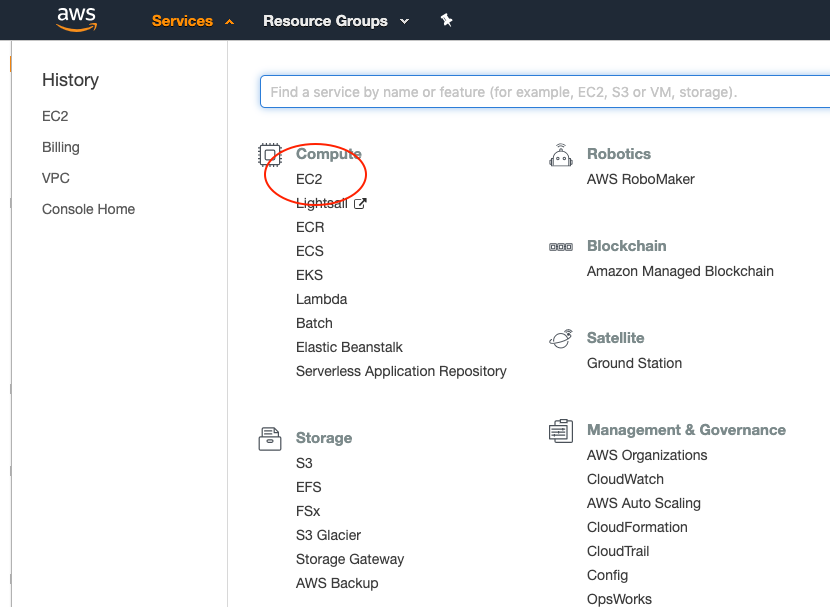 aws
Services
Resource Groups
History
EC2
Billing
VPC
Console Home
Find a service by name or feature (for example, EC2, S3 or VM, storage).
Compute
EC2
Lightsail
ECR
ECS
EKS
Lambda
Batch
Elastic Beanstalk
Serverless Application Repository
Storage
S3
EFS
FSx
S3 Glacier
Storage Gateway
AWS Backup
Robotics
AWS RoboMaker
Blockchain
Amazon Managed Blockchain
Satellite
Ground Station
Management & Governance
AWS Organizations
CloudWatch
AWS Auto Scaling
CloudFormation
CloudTrail
Config
OpsWorks